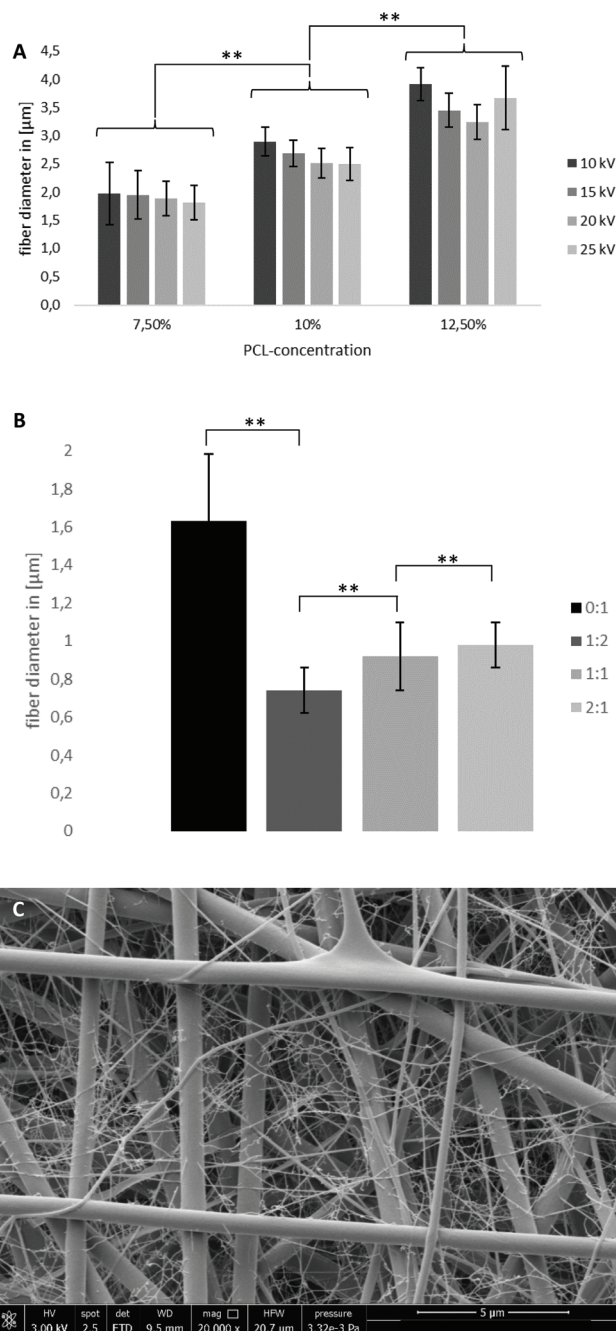 A
**
**
4,5
4,0
3,5
3,0
2,5
2,0
1,5
1,0
0,5
0,0
fiber diameter in [µm]
7,50%
10%
12,50%
PCL-concentration
10 kV
15 kV
20 kV
25 kV
B
**
**
**
2
1,8
1,6
1,4
1,2
1
0,8
0,6
0,4
0,2
0
fiber diameter in [µm]
0:1
1:2
1:1
2:1
C
HV spot det WD mag HFW pressure 5 µm
3.00 kV 2.5 ETD 9.5 mm 20 000 x 20.7 µm 3.32e-3 Pa